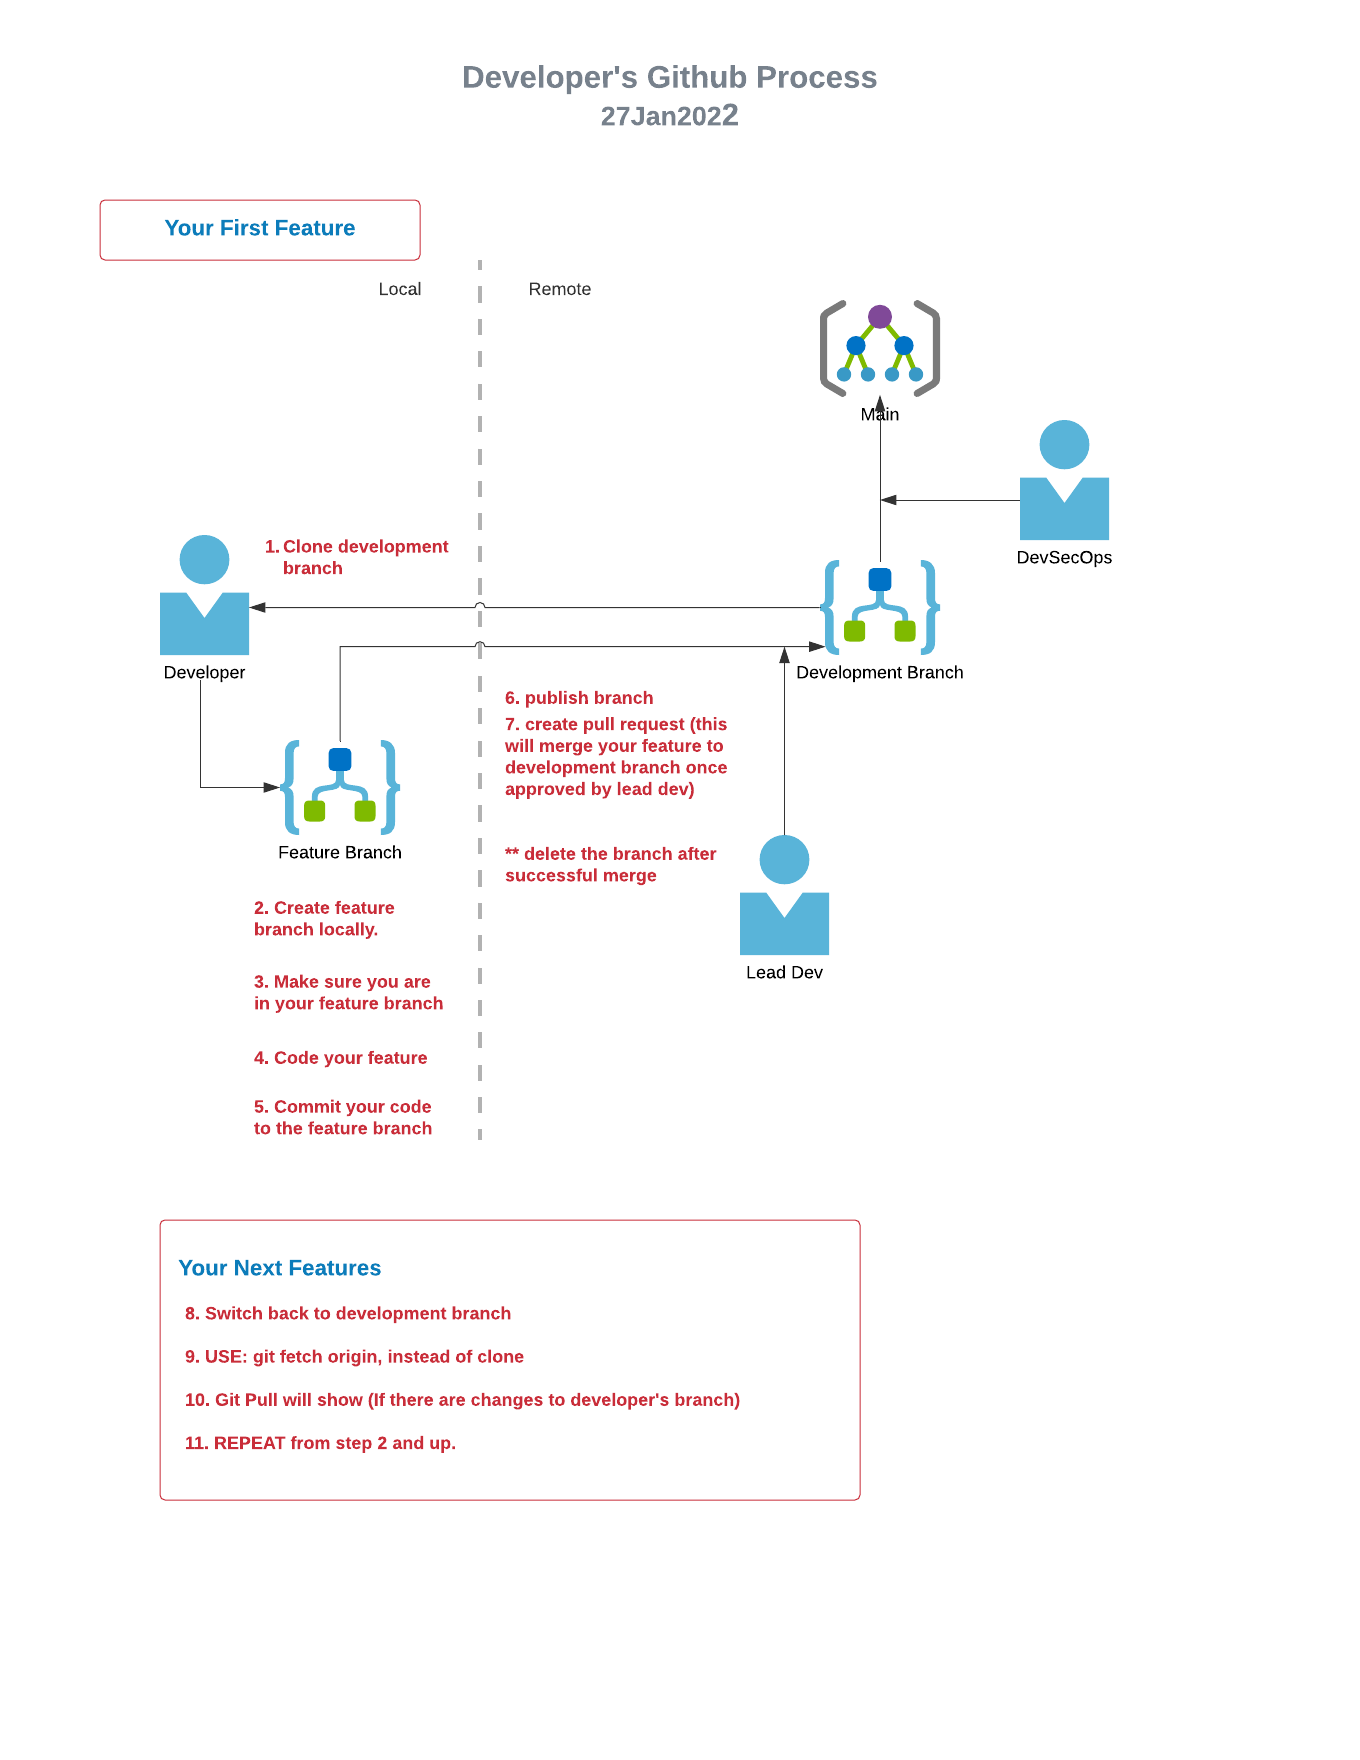 Developer's Github Process
27Jan2022
Your First Feature
Local
Remote
Main
DevSecOps
1. Clone development
branch
Developer
Development Branch
6. publish branch
7. create pull request (this
will merge your feature to
development branch once
approved by lead dev)
Feature Branch
** delete the branch after
successful merge
2. Create feature
branch locally.
Lead Dev
3. Make sure you are
in your feature branch
4. Code your feature
5. Commit your code
to the feature branch
Your Next Features
8. Switch back to development branch
9. USE: git fetch origin, instead of clone
10. Git Pull will show (If there are changes to developer's branch)
11. REPEAT from step 2 and up.